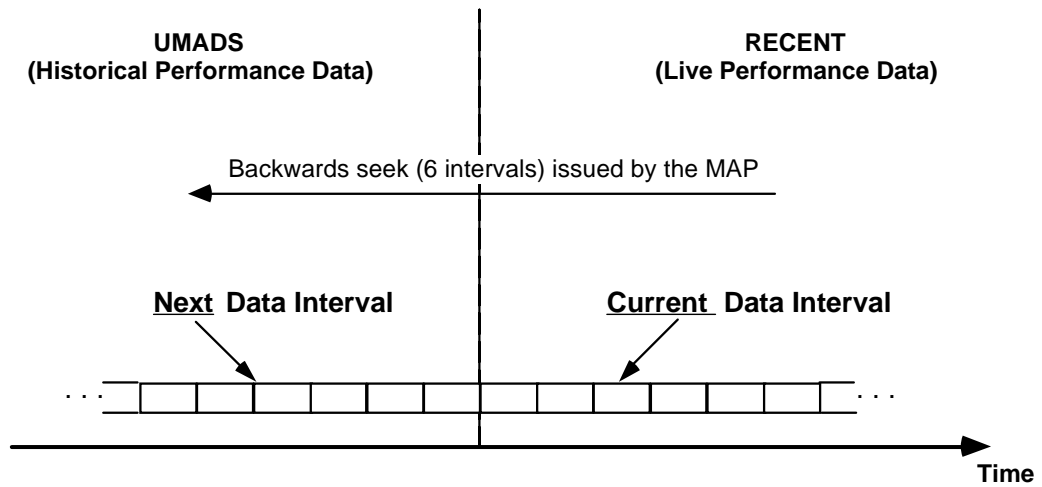 UMADS
(Historical Performance Data)
RECENT
(Live Performance Data)
Backwards seek (6 intervals) issued by the MAP
Next Data Interval
Current Data Interval
. . .
. . .
Time